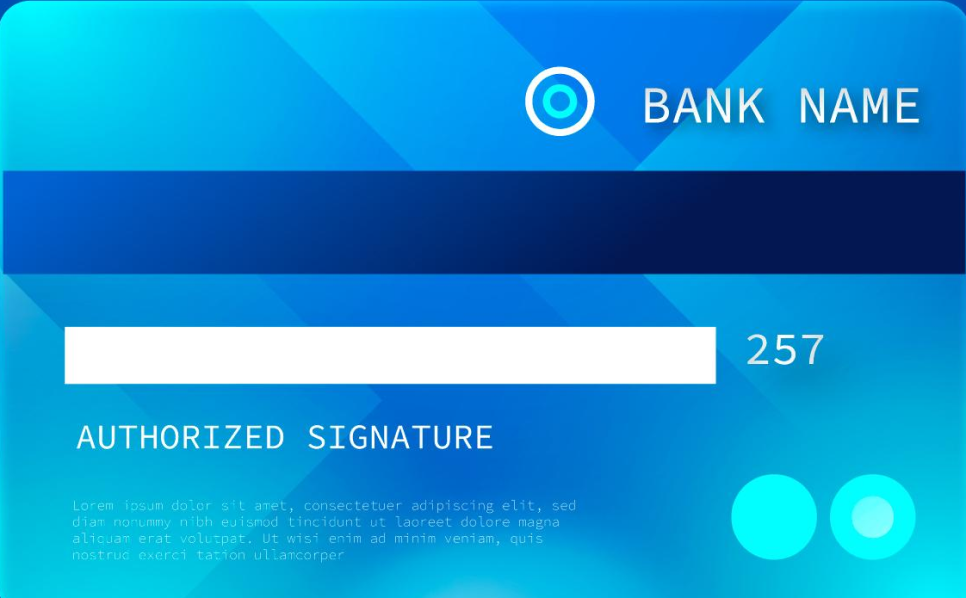 BANK NAME
257
AUTHORIZED SIGNATURE
Lorem ipsum dolor sit amet, consectetuer adipiscing elit, sed
diam nonummy nibh euismod tincidunt ut laoreet dolore magna
aliquam erat volutpat. Ut wisi enim ad minim veniam, quis
nostrud exerci tation ullamcorper